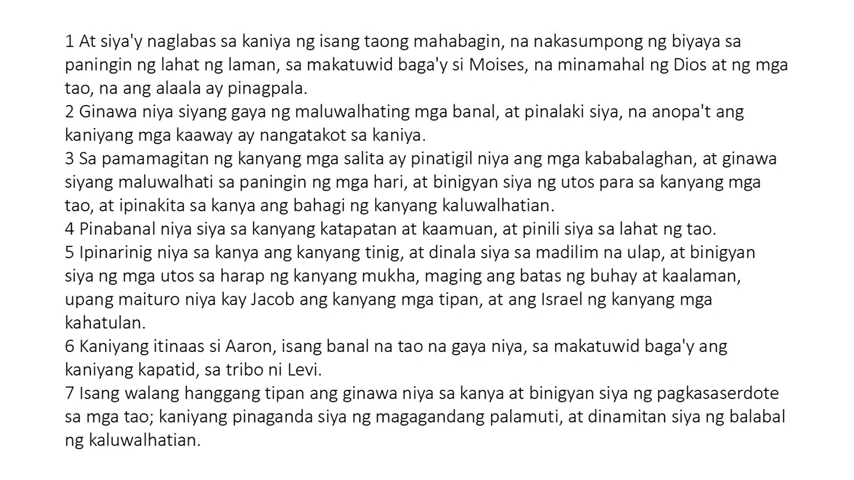 1 At siya'y naglabas sa kaniya ng isang taong mahabagin, na nakasumpong ng biyaya sa
paningin ng lahat ng laman, sa makatuwid baga'y si Moises, na minamahal ng Dios at ng mga
tao, na ang alaala ay pinagpala.
2 Ginawa niya siyang gaya ng maluwalhating mga banal, at pinalaki siya, na anopa't ang
kaniyang mga kaaway ay nangatakot sa kaniya.
3 Sa pamamagitan ng kanyang mga salita ay pinatigil niya ang mga kababalaghan, at ginawa
siyang maluwalhati sa paningin ng mga hari, at binigyan siya ng utos para sa kanyang mga
tao, at ipinakita sa kanya ang bahagi ng kanyang kaluwalhatian.
4 Pinabanal niya siya sa kanyang katapatan at kaamuan, at pinili siya sa lahat ng tao.
5 Ipinarinig niya sa kanya ang kanyang tinig, at dinala siya sa madilim na ulap, at binigyan
siya ng mga utos sa harap ng kanyang mukha, maging ang batas ng buhay at kaalaman,
upang maituro niya kay Jacob ang kanyang mga tipan, at ang Israel ng kanyang mga
kahatulan.
6 Kaniyang itinaas si Aaron, isang banal na tao na gaya niya, sa makatuwid baga'y ang
kaniyang kapatid, sa tribo ni Levi.
7 Isang walang hanggang tipan ang ginawa niya sa kanya at binigyan siya ng pagkasaserdote
sa mga tao; kaniyang pinaganda siya ng magagandang palamuti, at dinamitan siya ng balabal
ng kaluwalhatian.